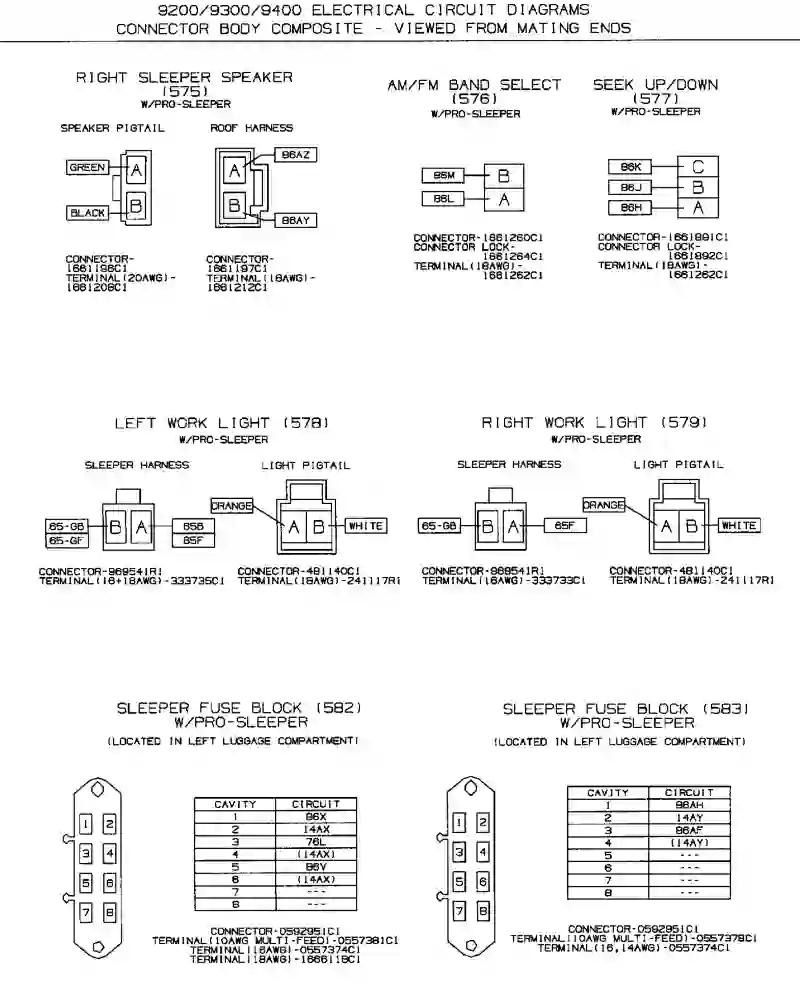 9200/9300/9400 ELECTRICAL CIRCUIT DIAGRAMS
CONNECTOR BODY COMPOSITE - VIEWED FROM MATING ENDS
RIGHT SLEEPER SPEAKER
(575)
W/PRO-SLEEPER
SPEAKER PIGTAIL
ROOF HARNESS
GREEN
A
BLACK
B
A
86AZ
B
86AY
CONNECTOR-
1661196C1
TERMINAL(20AWG)-
1661208C1
CONNECTOR-
1661197C1
TERMINAL(18AWG)-
1661212C1
AM/FM BAND SELECT
(576)
W/PRO-SLEEPER
86M
B
86L
A
CONNECTOR-1661260C1
CONNECTOR LOCK-
1661264C1
TERMINAL(18AWG)-
1661262C1
SEEK UP/DOWN
(577)
W/PRO-SLEEPER
86K
C
86J
B
86H
A
CONNECTOR-1661891C1
CONNECTOR LOCK-
1661892C1
TERMINAL(18AWG)-
1661262C1
LEFT WORK LIGHT (578)
W/PRO-SLEEPER
SLEEPER HARNESS
LIGHT PIGTAIL
65-GB
65-GF
B
A
65B
65F
ORANGE
A
B
WHITE
CONNECTOR-989541R1
TERMINAL(16+18AWG)-333735C1
CONNECTOR-481140C1
TERMINAL(18AWG)-241117R1
RIGHT WORK LIGHT (579)
W/PRO-SLEEPER
SLEEPER HARNESS
LIGHT PIGTAIL
65-GB
B
A
65F
ORANGE
A
B
WHITE
CONNECTOR-989541R1
TERMINAL(16AWG)-333733C1
CONNECTOR-481140C1
TERMINAL(18AWG)-241117R1
SLEEPER FUSE BLOCK (582)
W/PRO-SLEEPER
(LOCATED IN LEFT LUGGAGE COMPARTMENT)
1 2
3 4
5 6
7 8
CAVITY CIRCUIT
1 86X
2 14AX
3 76L
4 (14AX)
5 86V
6 (14AX)
7 ---
8 ---
CONNECTOR-0592951C1
TERMINAL(10AWG MULTI-FEED)-0557381C1
TERMINAL(16AWG)-0557374C1
TERMINAL(18AWG)-1666118C1
SLEEPER FUSE BLOCK (583)
W/PRO-SLEEPER
(LOCATED IN LEFT LUGGAGE COMPARTMENT)
1 2
3 4
5 6
7 8
CAVITY CIRCUIT
1 86AH
2 14AY
3 86AF
4 (14AY)
5 ---
6 ---
7 ---
8 ---
CONNECTOR-0592951C1
TERMINAL(10AWG MULTI-FEED)-0557379C1
TERMINAL(16,14AWG)-0557374C1